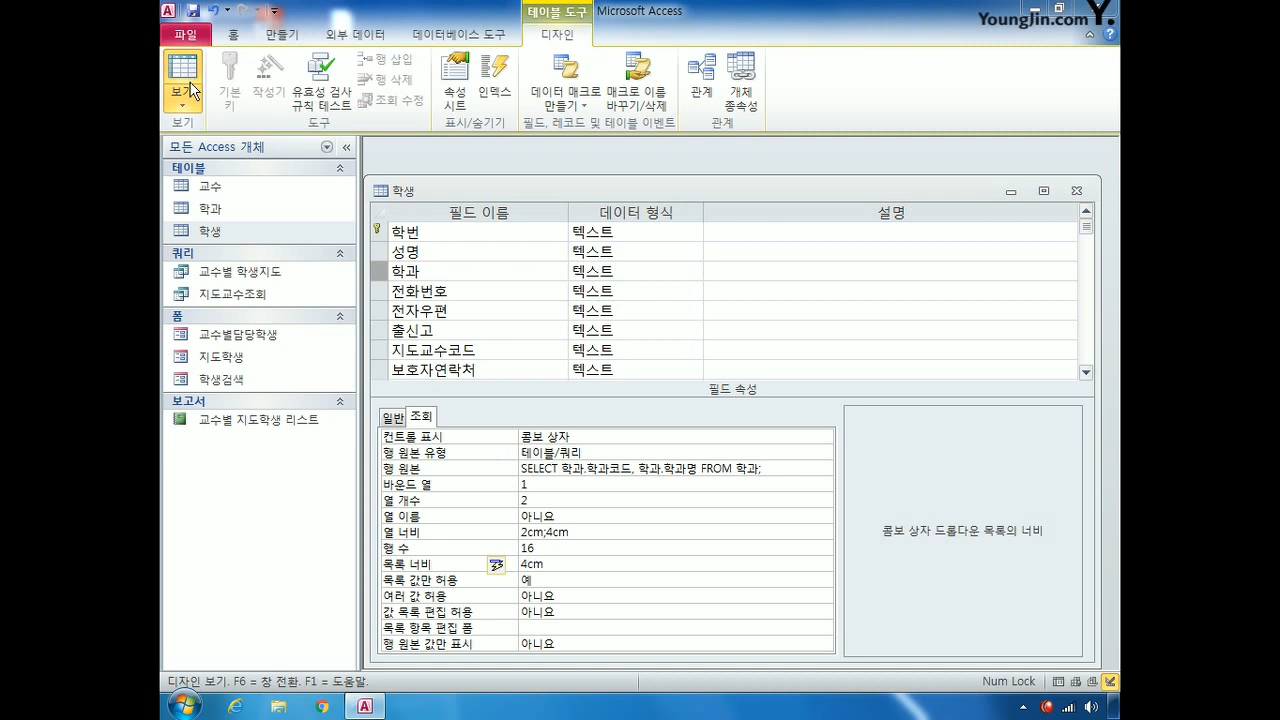 테이블 도구
Microsoft Access
YoungJin.com Y.
파일
홈
만들기
외부 데이터
데이터베이스 도구
디자인
보기
기본
키
작성기
유효성 검사
규칙 테스트
행 삽입
행 삭제
조회 수정
속성
시트
인덱스
데이터 매크로
만들기
매크로 이름
바꾸기/삭제
관계
개체
종속성
보기
도구
표시/숨기기
필드, 레코드 및 테이블 이벤트
관계
모든 Access 개체
테이블
교수
학과
학생
쿼리
교수별 학생지도
지도교수조회
폼
교수별담당학생
지도학생
학생검색
보고서
교수별 지도학생 리스트
학생
필드 이름 데이터 형식 설명
학번 텍스트
성명 텍스트
학과 텍스트
전화번호 텍스트
전자우편 텍스트
출신고 텍스트
지도교수코드 텍스트
보호자연락처 텍스트
필드 속성
일반 조회
컨트롤 표시 콤보 상자
행 원본 유형 테이블/쿼리
행 원본 SELECT 학과.학과코드, 학과.학과명 FROM 학과;
바운드 열 1
열 개수 2
열 이름 아니요
열 너비 2cm;4cm
행 수 16
목록 너비 4cm
목록 값만 허용 예
여러 값 허용 아니요
값 목록 편집 허용 아니요
목록 항목 편집 폼
행 원본 값만 표시 아니요
콤보 상자 드롭다운 목록의 너비
디자인 보기. F6 = 창 전환. F1 = 도움말.
Num Lock